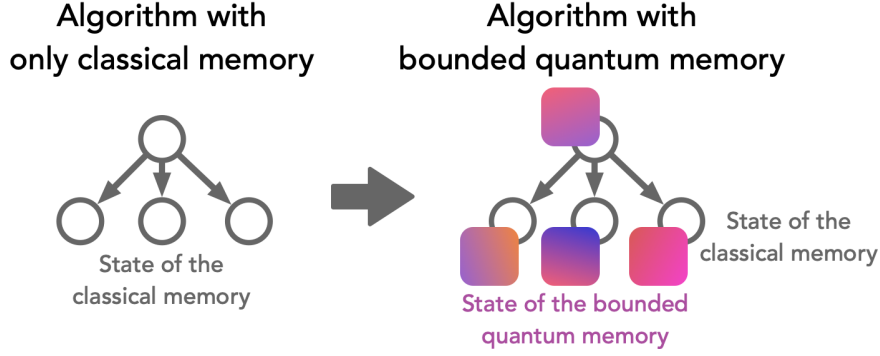 Algorithm with
only classical memory
Algorithm with
bounded quantum memory
State of the
classical memory
State of the
classical memory
State of the bounded
quantum memory